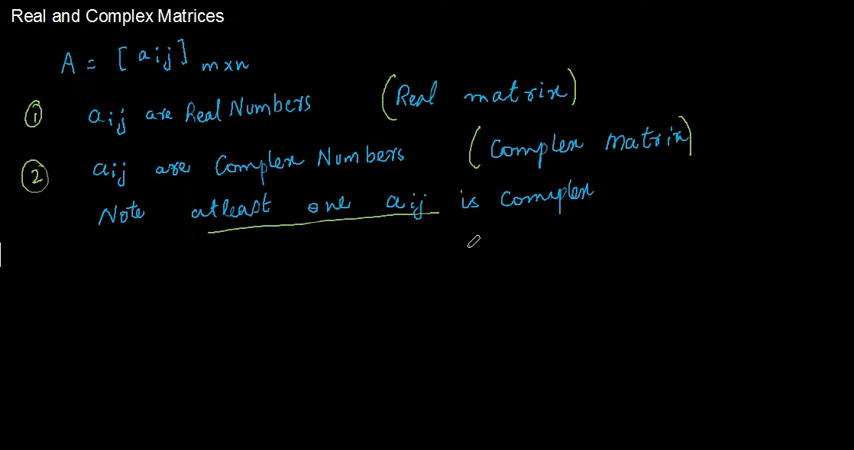 Real and Complex Matrices
A = [aij] mxn
① aij are Real Numbers (Real matrix)
② aij are Complex Numbers (Complex Matrix)
Note atleast one aij is Complex